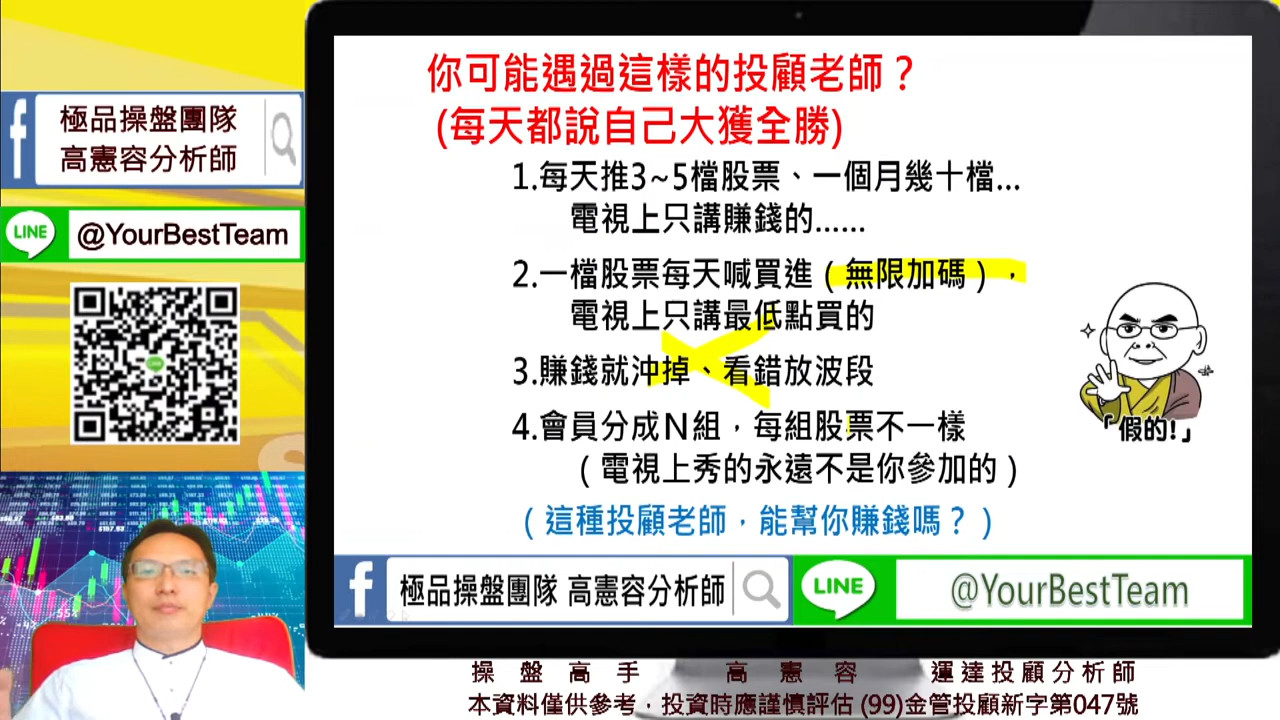 極品操盤團隊
高憲容分析師
LINE
@YourBestTeam
你可能遇過這樣的投顧老師？
(每天都說自己大獲全勝)
1.每天推3~5檔股票、一個月幾十檔...
電視上只講賺錢的......
2.一檔股票每天喊買進（無限加碼），
電視上只講最低點買的
3.賺錢就沖掉、看錯放波段
4.會員分成N組，每組股票不一樣
（電視上秀的永遠不是你參加的）
（這種投顧老師，能幫你賺錢嗎？）
「假的!」
極品操盤團隊 高憲容分析師
LINE
@YourBestTeam
操盤高手 高憲容 運達投顧分析師
本資料僅供參考，投資時應謹慎評估 (99)金管投顧新字第047號